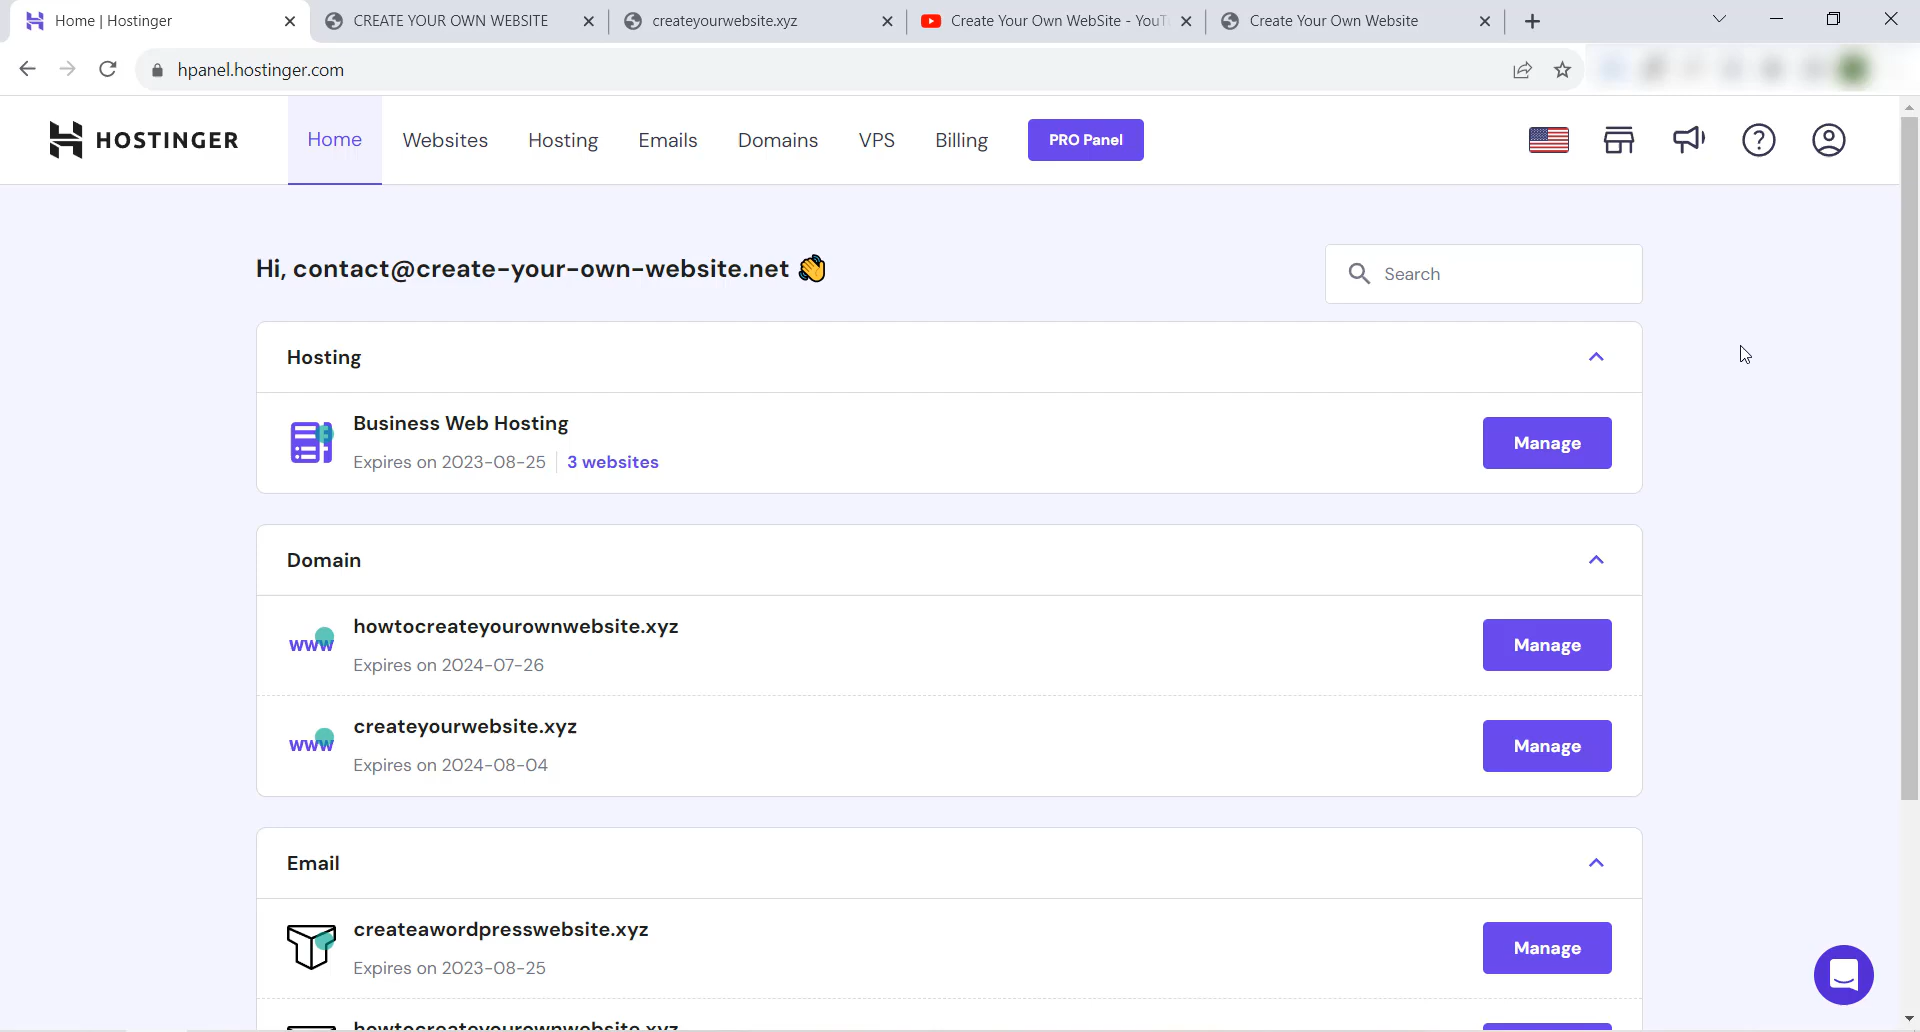 Home | Hostinger
CREATE YOUR OWN WEBSITE
createyourwebsite.xyz
Create Your Own WebSite - YouT
Create Your Own Website
hpanel.hostinger.com
HOSTINGER
Home
Websites
Hosting
Emails
Domains
VPS
Billing
PRO Panel
Hi, contact@create-your-own-website.net 👋
Search
Hosting
Business Web Hosting
Expires on 2023-08-25
3 websites
Manage
Domain
www
howtocreateyourownwebsite.xyz
Expires on 2024-07-26
Manage
www
createyourwebsite.xyz
Expires on 2024-08-04
Manage
Email
createawordpresswebsite.xyz
Expires on 2023-08-25
Manage
howtocreateyourownwebsite.xyz